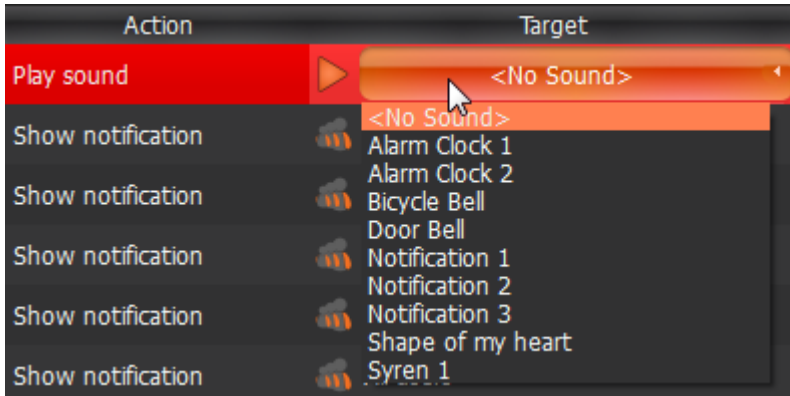 Action Target
Play sound <No Sound>
<No Sound>
Show notification
Alarm Clock 1
Alarm Clock 2
Show notification
Bicycle Bell
Door Bell
Show notification
Notification 1
Notification 2
Show notification
Notification 3
Shape of my heart
Show notification
Syren 1